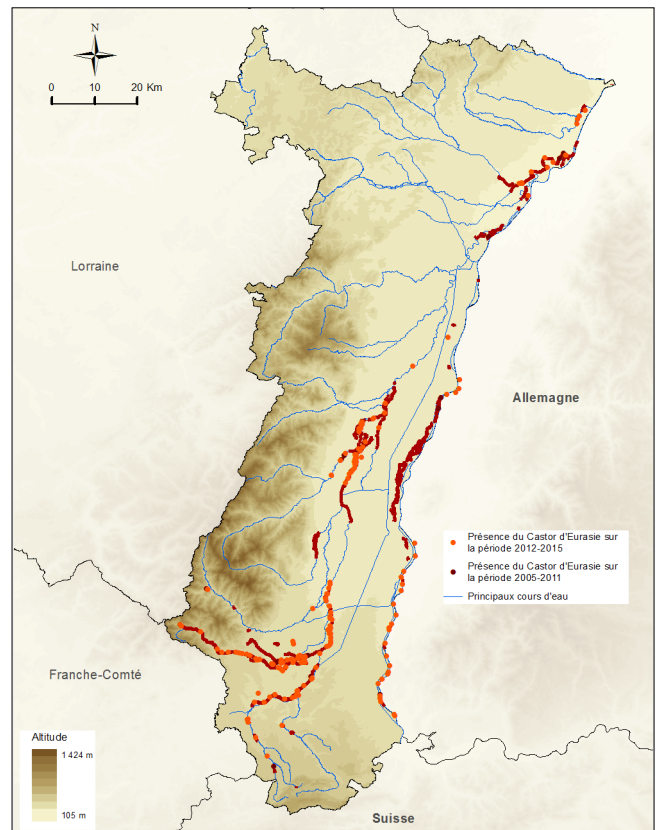 N
0 10 20 Km
Lorraine
Allemagne
Présence du Castor d'Eurasie sur
la période 2012-2015
Présence du Castor d'Eurasie sur
la période 2005-2011
Principaux cours d'eau
Franche-Comté
Altitude
1 424 m
105 m
Suisse